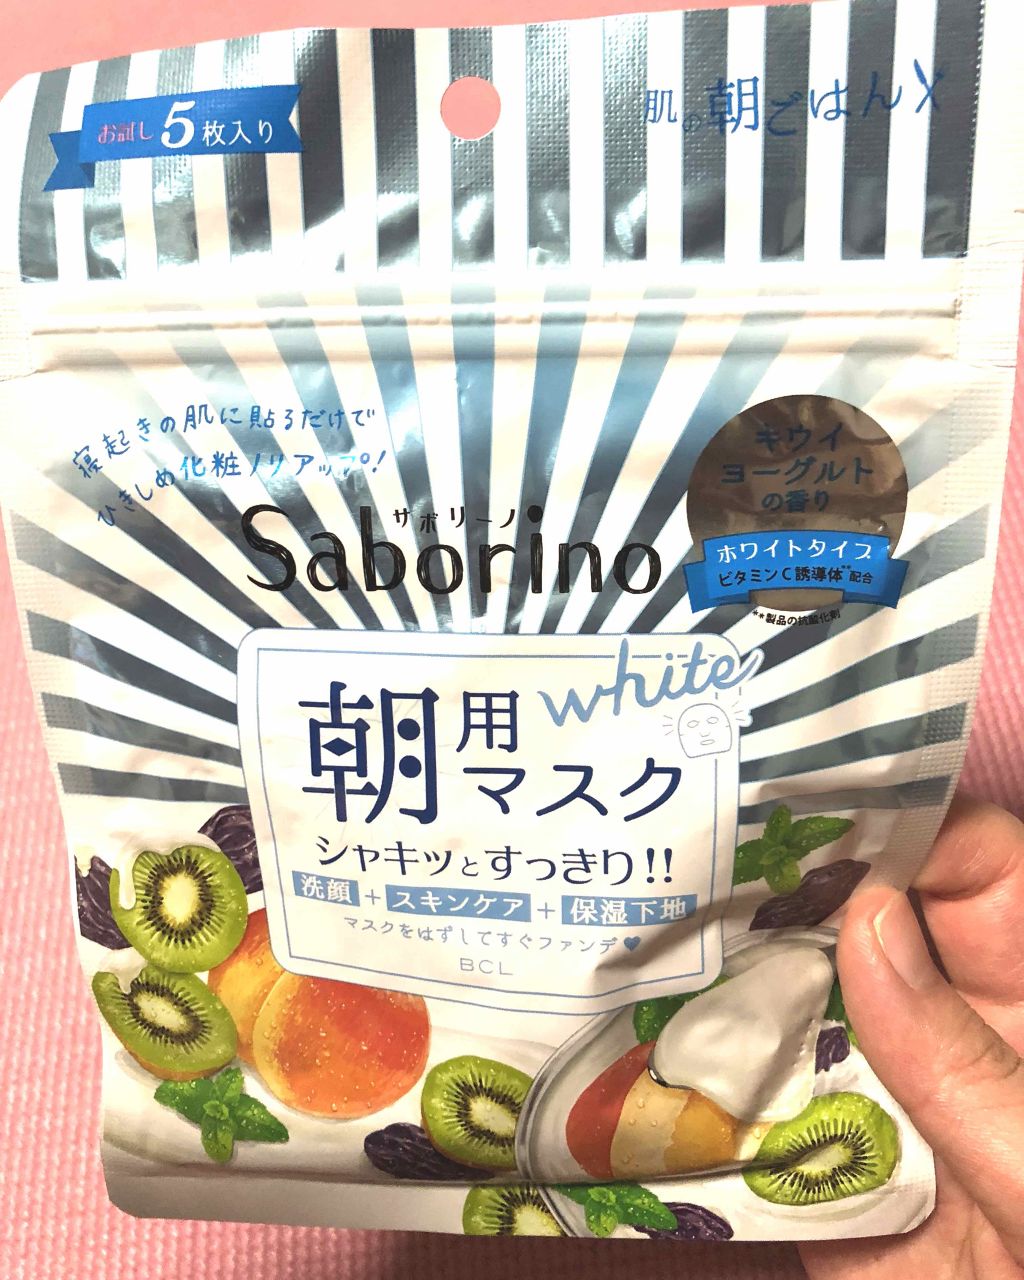 お試し5枚入り
肌の朝ごはん
寝起きの肌に貼るだけで
ひきしめ化粧ノリアップ!
サボリーノ
Saborino
キウイ
ヨーグルト
の香り
ホワイトタイプ
ビタミンC誘導体**配合
**製品の抗酸化剤
white
朝用
マスク
シャキッとすっきり!!
洗顔+スキンケア+保湿下地
マスクをはずしてすぐファンデ♥
BCL